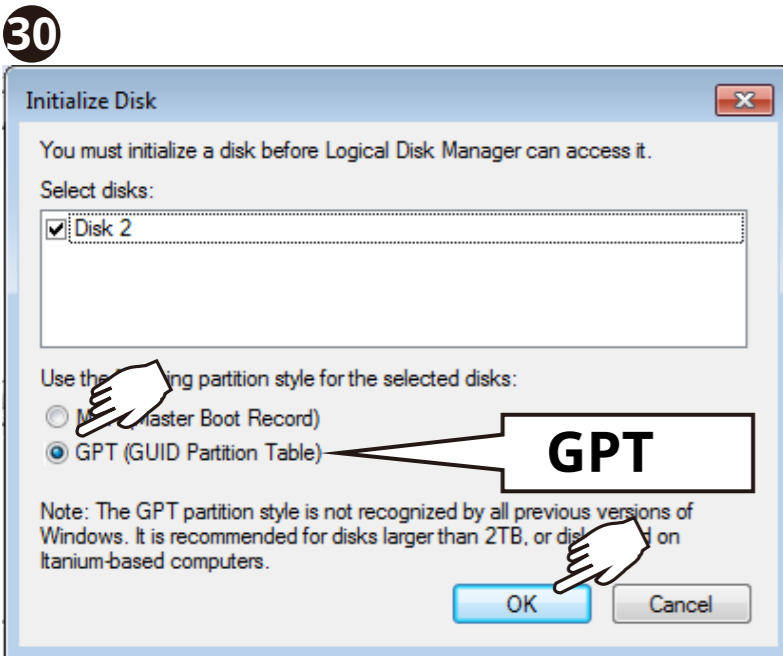 30
Initialize Disk
You must initialize a disk before Logical Disk Manager can access it.
Select disks:
Disk 2
Use the ing partition style for the selected disks:
(Master Boot Record)
GPT (GUID Partition Table)
GPT
Note: The GPT partition style is not recognized by all previous versions of
Windows. It is recommended for disks larger than 2TB, or on
Itanium-based computers.
OK
Cancel